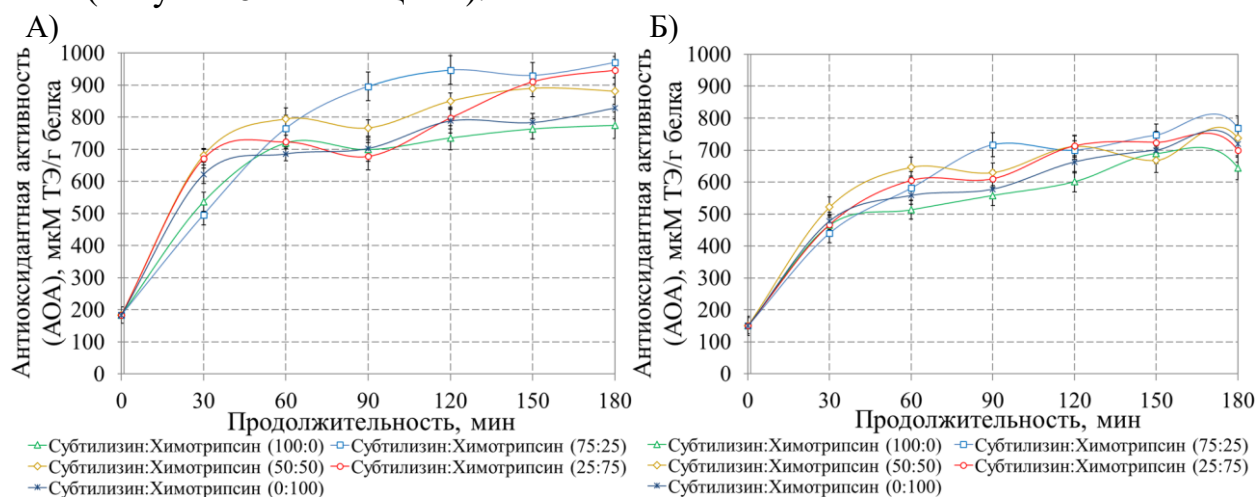 А)
Б)
Антиоксидантная активность
(АОА), мкМ ТЭ/г белка
1000
900
800
700
600
500
400
300
200
100
0
0 30 60 90 120 150 180
Продолжительность, мин
Субтилизин:Химотрипсин (100:0) Субтилизин:Химотрипсин (75:25)
Субтилизин:Химотрипсин (50:50) Субтилизин:Химотрипсин (25:75)
Субтилизин:Химотрипсин (0:100)
Антиоксидантная активность
(АОА), мкМ ТЭ/г белка
1000
900
800
700
600
500
400
300
200
100
0
0 30 60 90 120 150 180
Продолжительность, мин
Субтилизин:Химотрипсин (100:0) Субтилизин:Химотрипсин (75:25)
Субтилизин:Химотрипсин (50:50) Субтилизин:Химотрипсин (25:75)
Субтилизин:Химотрипсин (0:100)